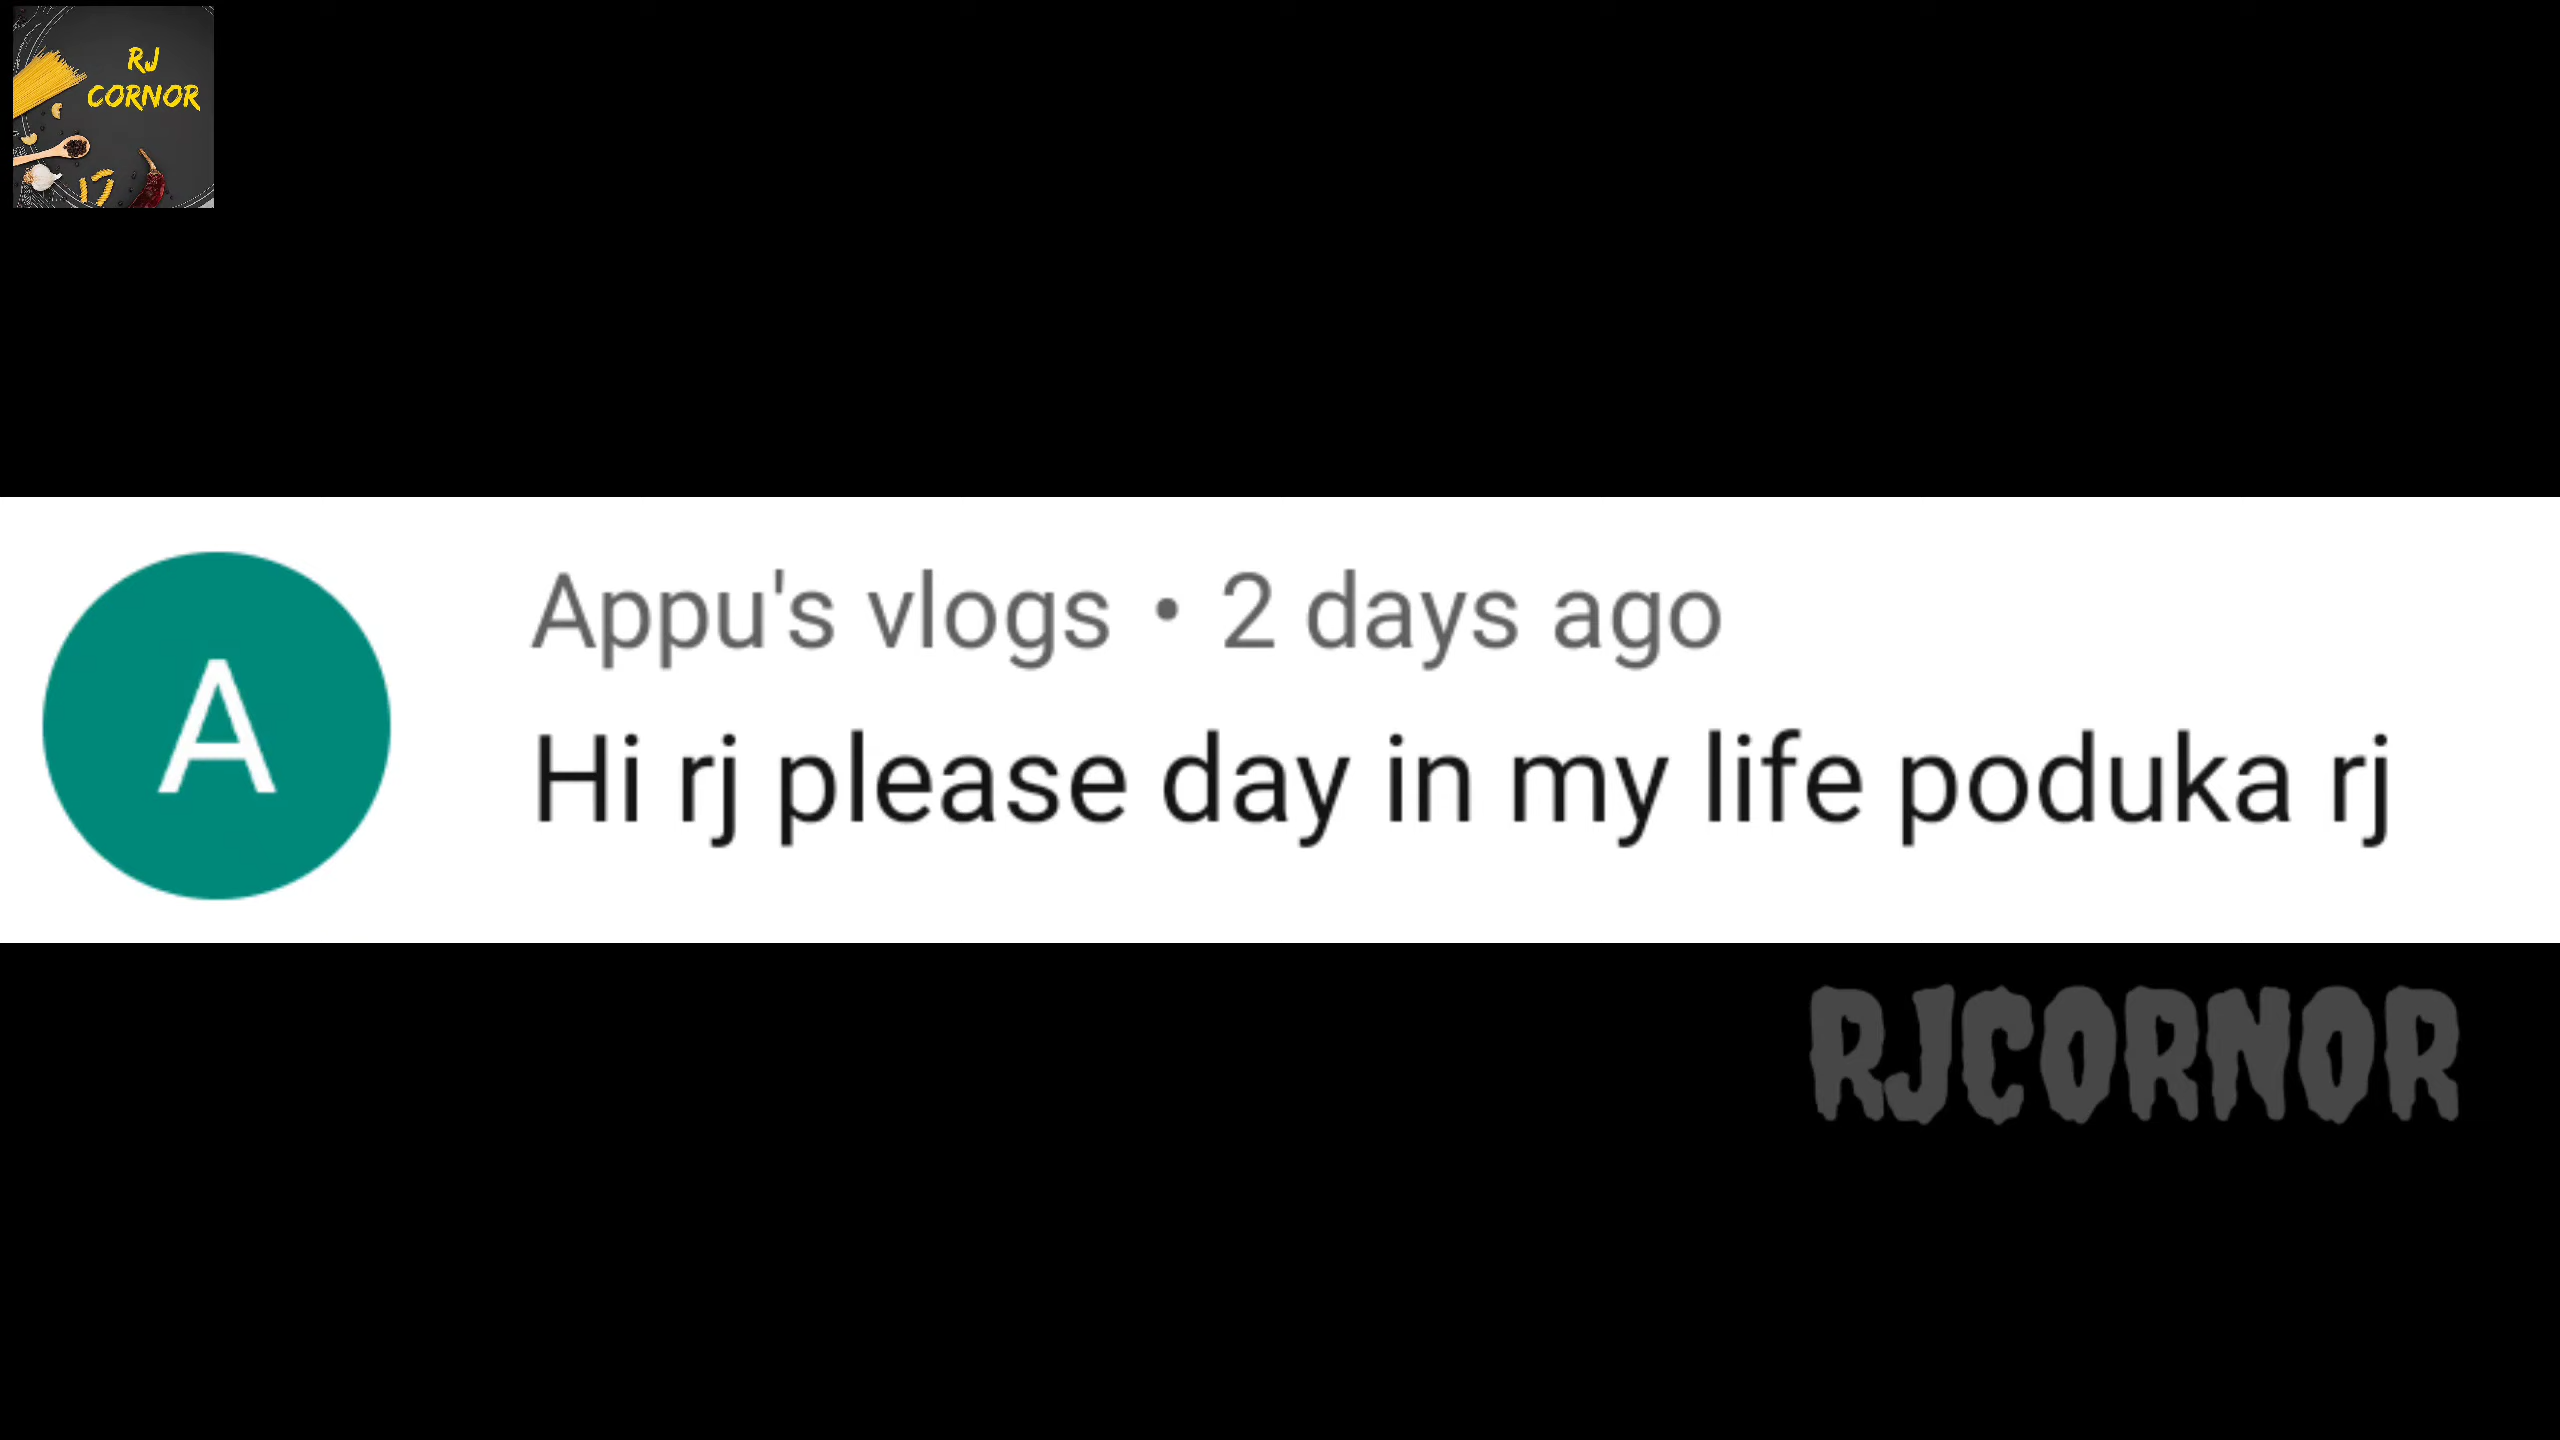 RJ
CORNOR
A
Appu's vlogs • 2 days ago
Hi rj please day in my life poduka rj
RJCORNOR